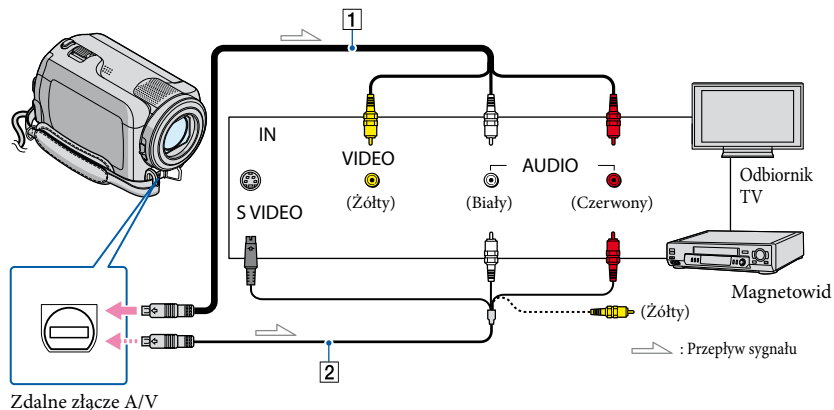 1
IN
VIDEO
AUDIO
S VIDEO
(Żółty)
(Biały)
(Czerwony)
Odbiornik
TV
Magnetowid
(Żółty)
: Przepływ sygnału
2
Zdalne złącze A/V